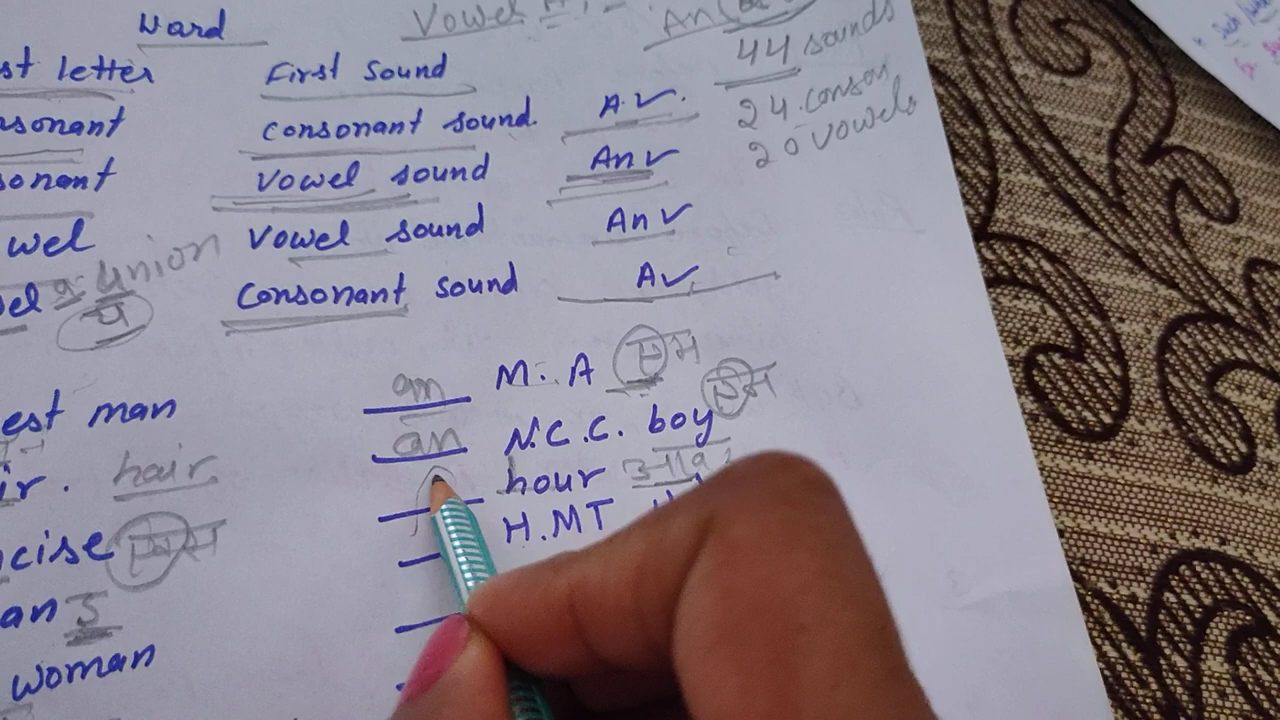 Word Vowel An
st letter First Sound 44 sounds
nsonant consonant sound. A ✓. 24 conson
sonant vowel sound An ✓ 20 vowels
wel vowel sound An ✓
el a union consonant sound A ✓
य
an M. A एम
est man an N.C.C. boy एन
ir. hair hour
cise एक्स H.MT
an
woman